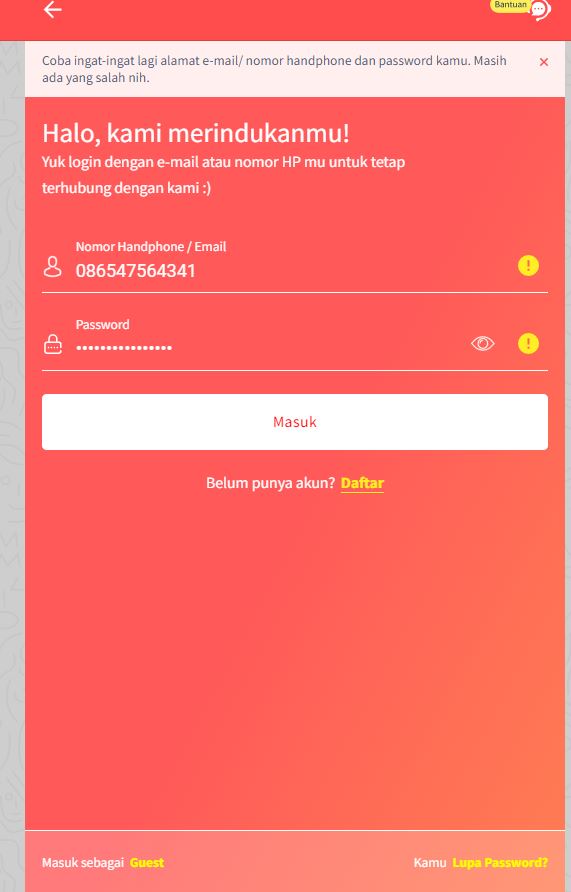 Bantuan
Coba ingat-ingat lagi alamat e-mail/ nomor handphone dan password kamu. Masih
ada yang salah nih.
Halo, kami merindukanmu!
Yuk login dengan e-mail atau nomor HP mu untuk tetap
terhubung dengan kami :)
Nomor Handphone / Email
086547564341
Password
••••••••••••••••
Masuk
Belum punya akun? Daftar
Masuk sebagai Guest
Kamu Lupa Password?